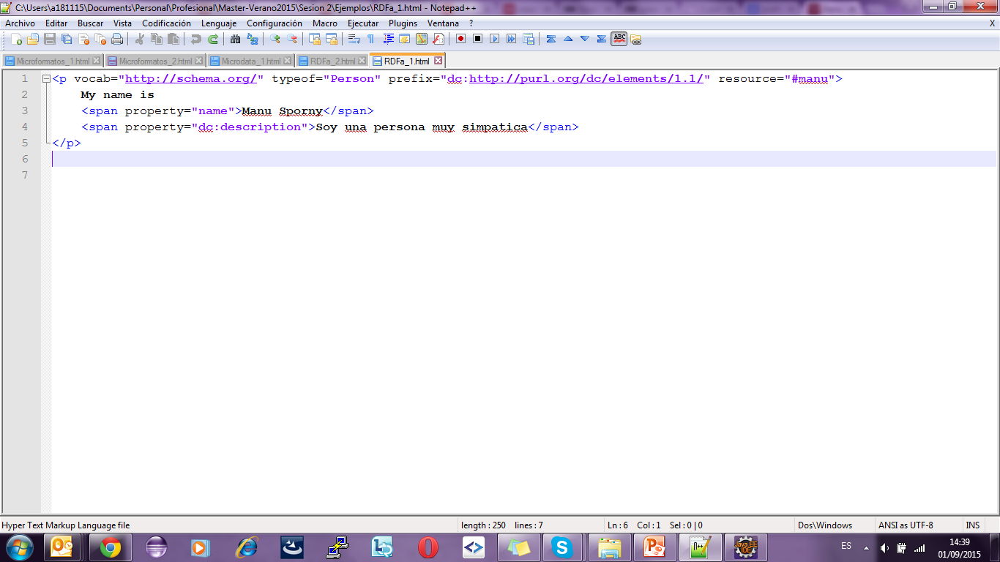 C:\Users\a181115\Documents\Personal\Profesional\Master-Verano2015\Sesion 2\Ejemplos\RDFa_1.html - Notepad++
Archivo Editar Buscar Vista Codificación Lenguaje Configuración Macro Ejecutar Plugins Ventana ? X
ABC
Microformatos_1.html Microformatos_2.html Microdata_1.html RDFa_2.html RDFa_1.html
1 <p vocab="http://schema.org/" typeof="Person" prefix="dc:http://purl.org/dc/elements/1.1/" resource="#manu">
2 My name is
3 <span property="name">Manu Sporny</span>
4 <span property="dc:description">Soy una persona muy simpatica</span>
5 </p>
6
7
Hyper Text Markup Language file length : 250 lines : 7 Ln : 6 Col : 1 Sel : 0 | 0 Dos\Windows ANSI as UTF-8 INS
Java EE
IDE
ES 14:39
01/09/2015